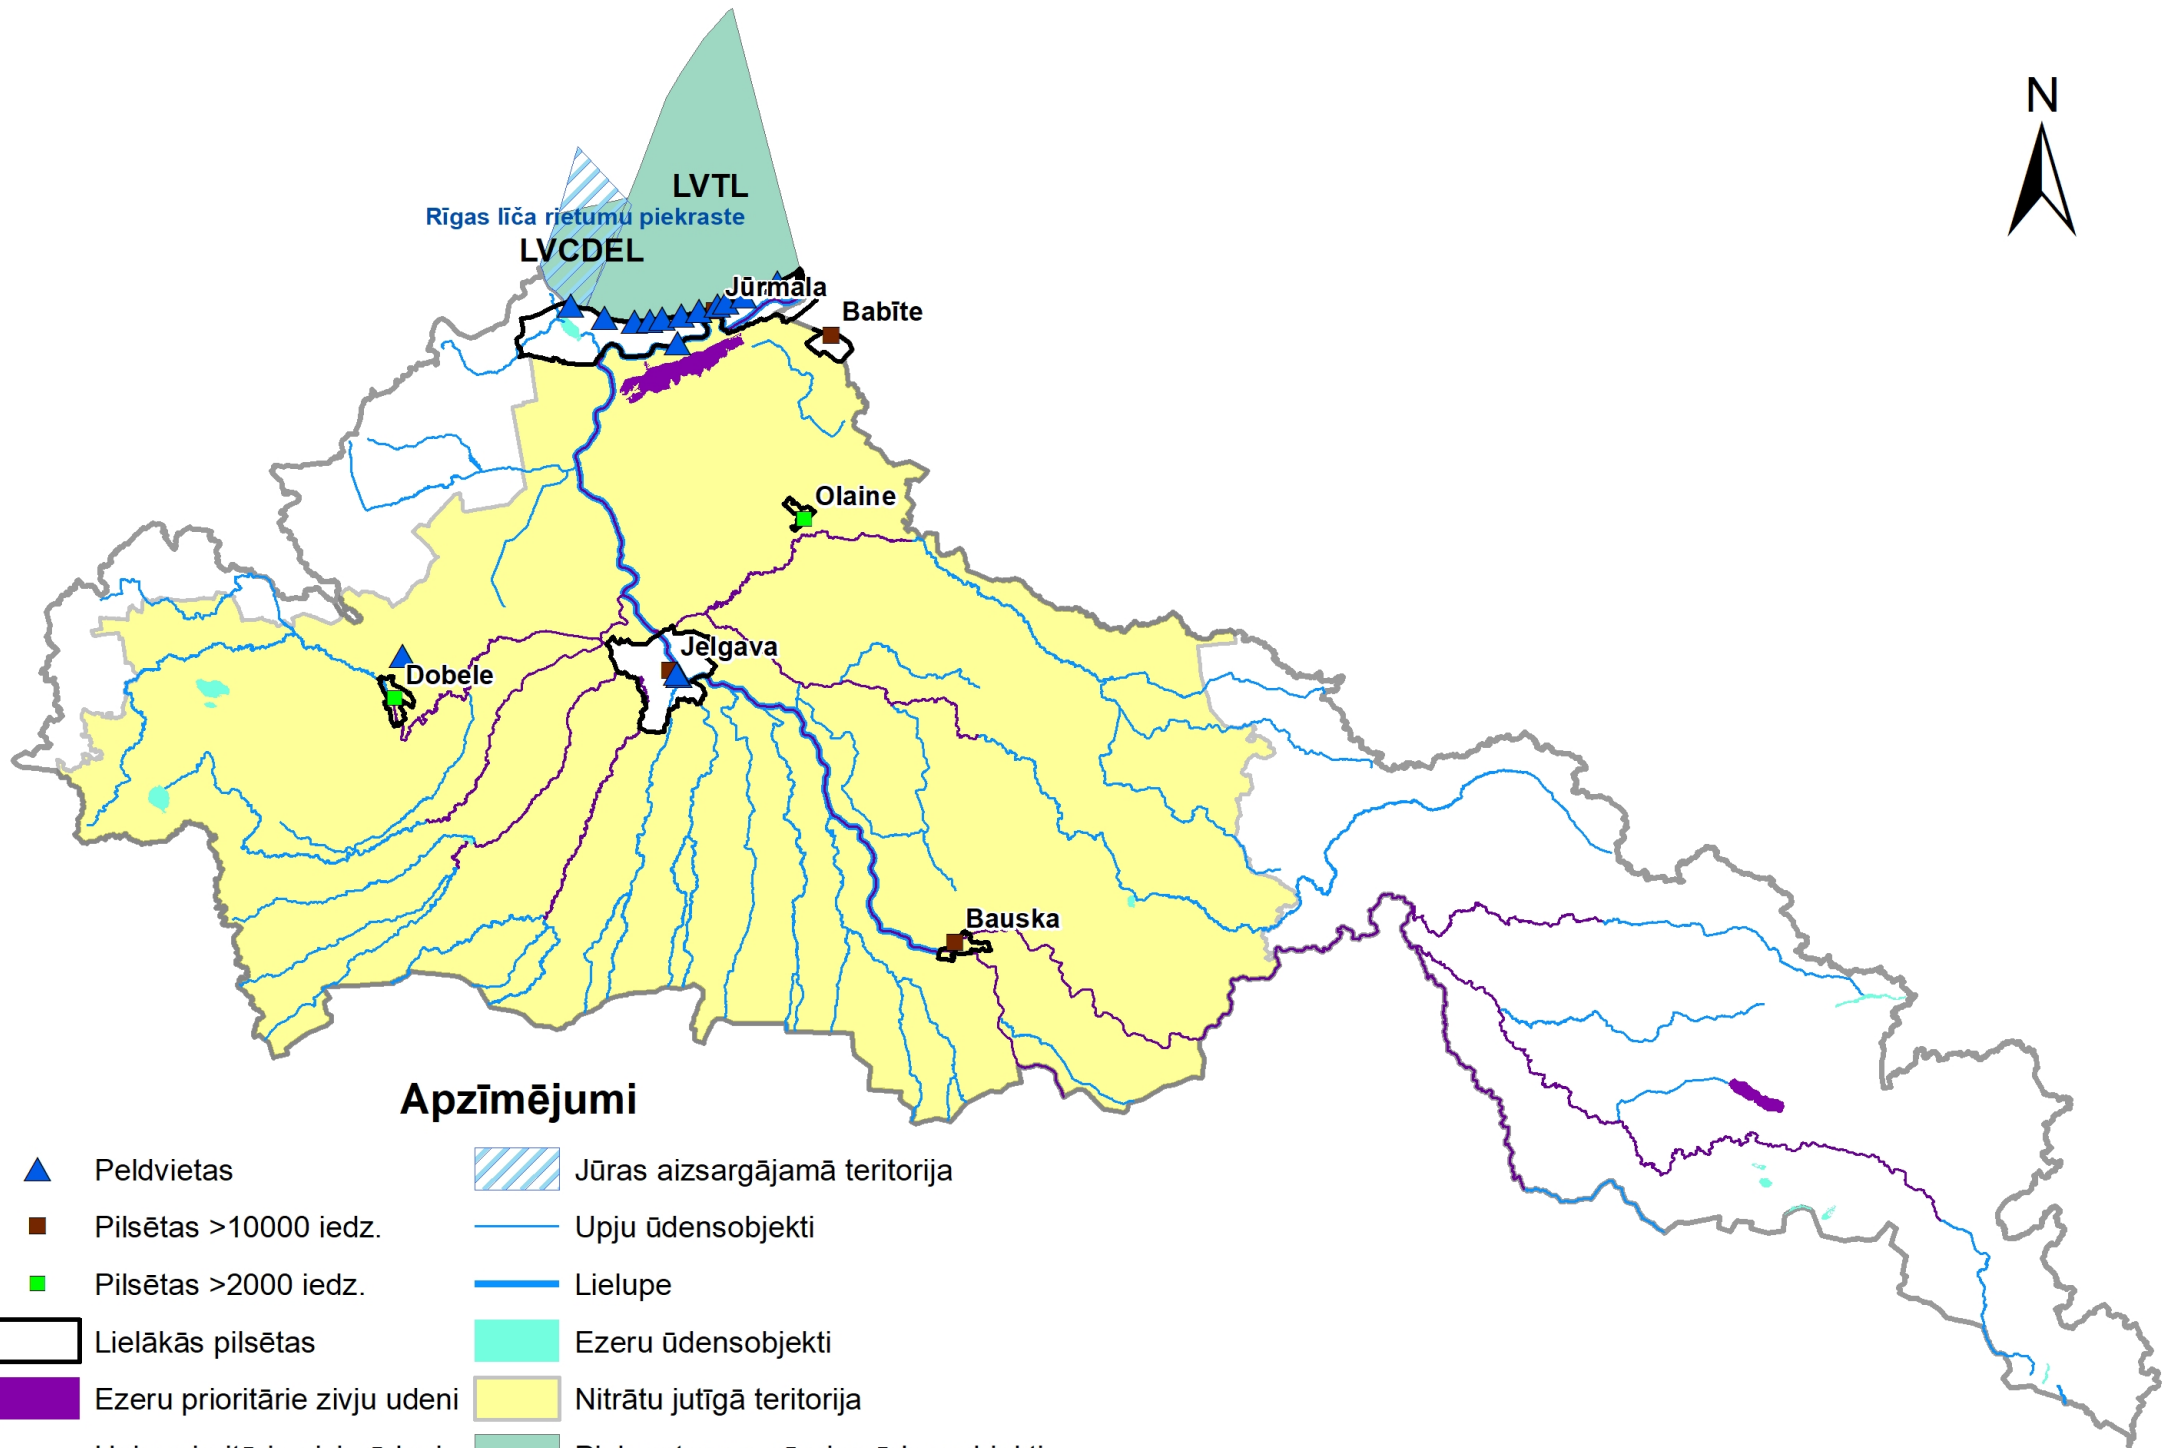 N
LVTL
Rīgas līča rietumu piekraste
LVCDEL
Jūrmala
Babīte
Olaine
Jelgava
Dobele
Bauska
Apzīmējumi
Peldvietas
Jūras aizsargājamā teritorija
Pilsētas >10000 iedz.
Upju ūdensobjekti
Pilsētas >2000 iedz.
Lielupe
Lielākās pilsētas
Ezeru ūdensobjekti
Ezeru prioritārie zivju udeni
Nitrātu jutīgā teritorija